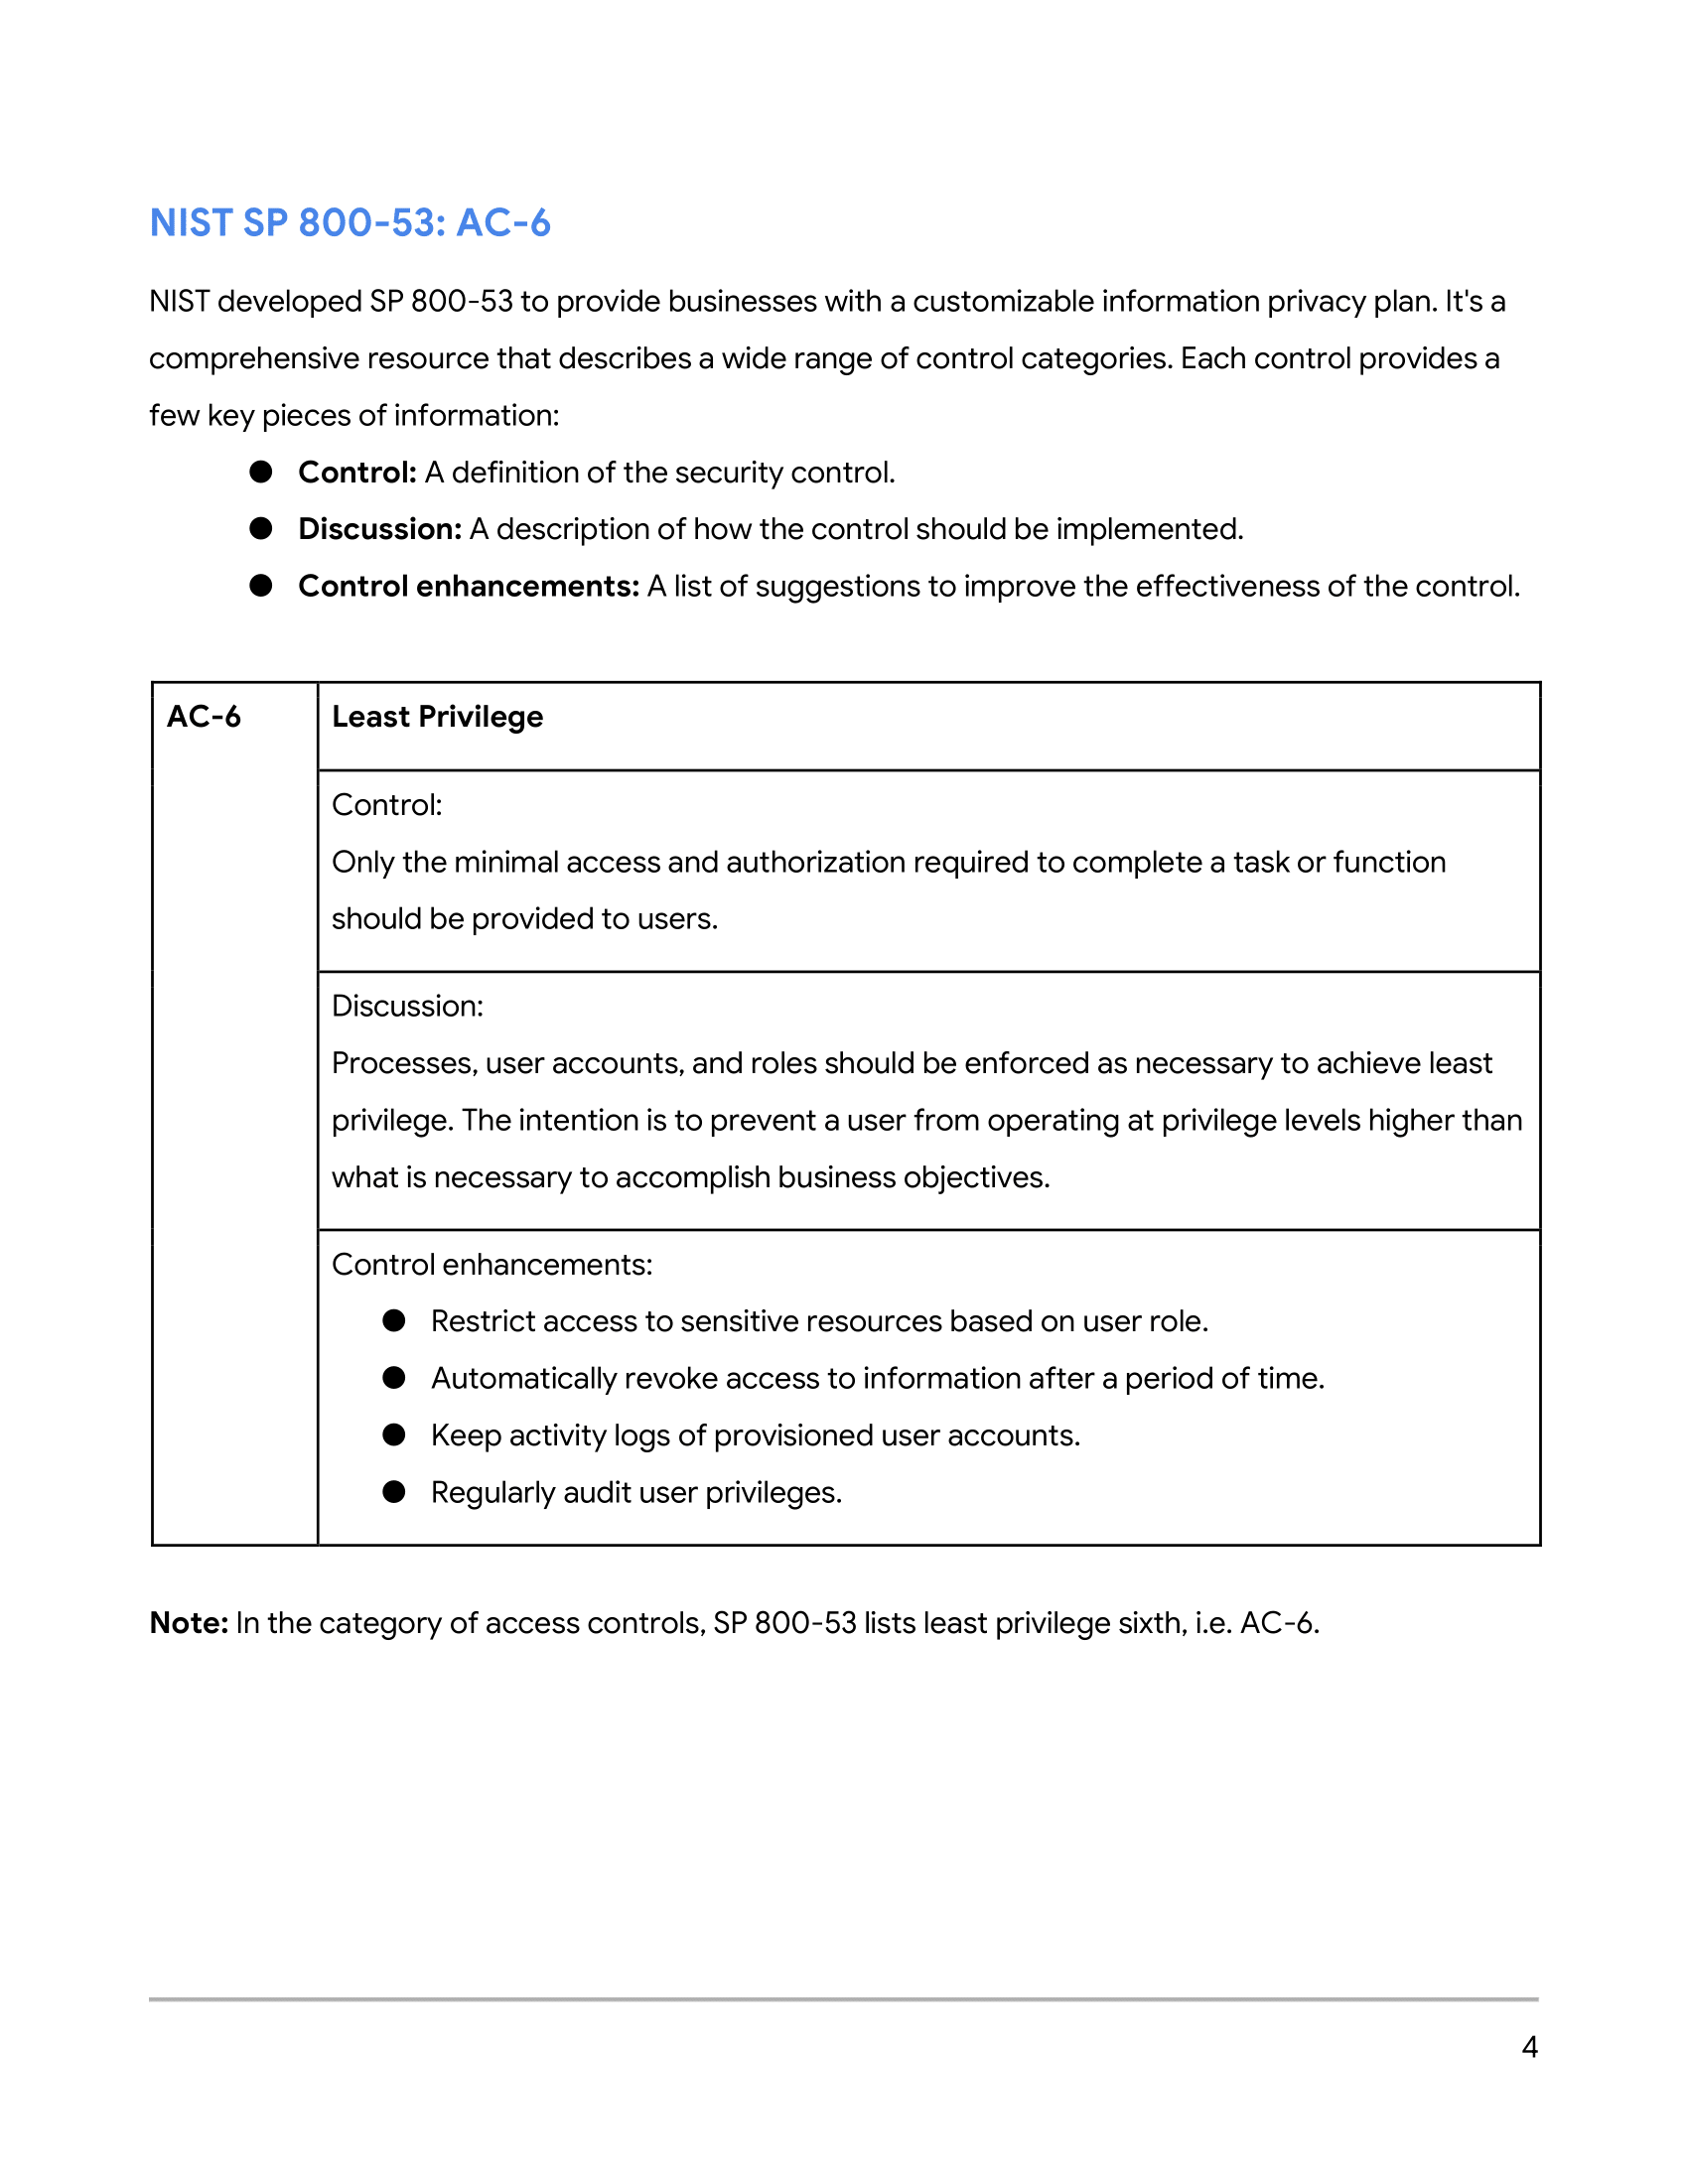 NIST SP 800-53: AC-6
NIST developed SP 800-53 to provide businesses with a customizable information privacy plan. It's a
comprehensive resource that describes a wide range of control categories. Each control provides a
few key pieces of information:
● Control: A definition of the security control.
● Discussion: A description of how the control should be implemented.
● Control enhancements: A list of suggestions to improve the effectiveness of the control.
AC-6
Least Privilege
Control:
Only the minimal access and authorization required to complete a task or function
should be provided to users.
Discussion:
Processes, user accounts, and roles should be enforced as necessary to achieve least
privilege. The intention is to prevent a user from operating at privilege levels higher than
what is necessary to accomplish business objectives.
Control enhancements:
● Restrict access to sensitive resources based on user role.
● Automatically revoke access to information after a period of time.
● Keep activity logs of provisioned user accounts.
● Regularly audit user privileges.
Note: In the category of access controls, SP 800-53 lists least privilege sixth, i.e. AC-6.
4